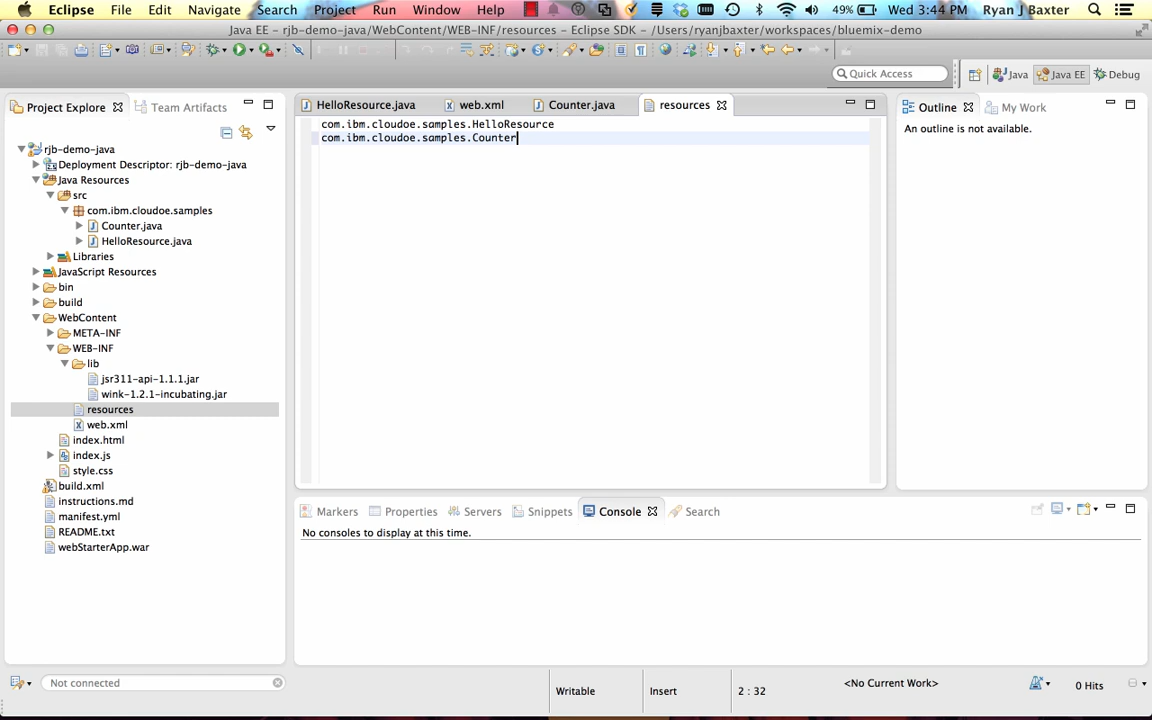 Eclipse File Edit Navigate Search Project Run Window Help 49% Wed 3:44 PM Ryan J Baxter
Java EE – rjb-demo-java/WebContent/WEB-INF/resources – Eclipse SDK – /Users/ryanjbaxter/workspaces/bluemix-demo
Quick Access Java Java EE Debug
Project Explore Team Artifacts
rjb-demo-java
Deployment Descriptor: rjb-demo-java
Java Resources
src
com.ibm.cloudoe.samples
Counter.java
HelloResource.java
Libraries
JavaScript Resources
bin
build
WebContent
META-INF
WEB-INF
lib
jsr311-api-1.1.1.jar
wink-1.2.1-incubating.jar
resources
web.xml
index.html
index.js
style.css
build.xml
instructions.md
manifest.yml
README.txt
webStarterApp.war
HelloResource.java web.xml Counter.java resources
com.ibm.cloudoe.samples.HelloResource
com.ibm.cloudoe.samples.Counter
Outline My Work
An outline is not available.
Markers Properties Servers Snippets Console Search
No consoles to display at this time.
Not connected Writable Insert 2 : 32 <No Current Work> 0 Hits